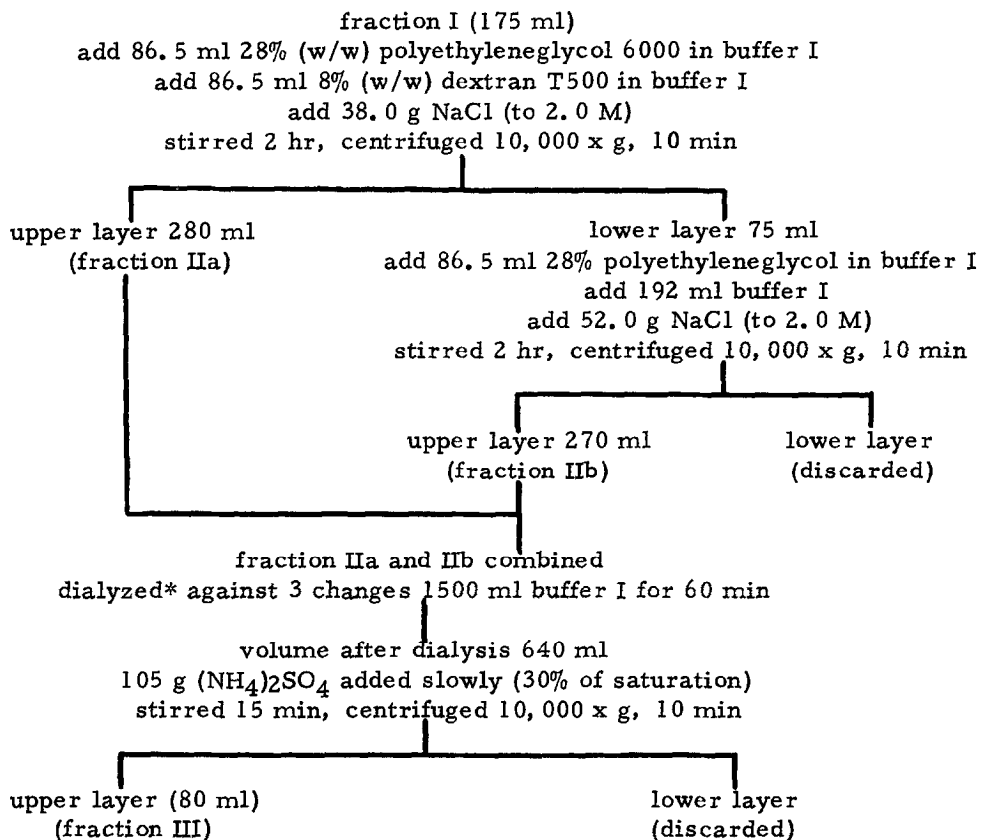 fraction I (175 ml)
add 86.5 ml 28% (w/w) polyethyleneglycol 6000 in buffer I
add 86.5 ml 8% (w/w) dextran T500 in buffer I
add 38.0 g NaCl (to 2.0 M)
stirred 2 hr, centrifuged 10,000 x g, 10 min
upper layer 280 ml
(fraction IIa)
lower layer 75 ml
add 86.5 ml 28% polyethyleneglycol in buffer I
add 192 ml buffer I
add 52.0 g NaCl (to 2.0 M)
stirred 2 hr, centrifuged 10,000 x g, 10 min
upper layer 270 ml
(fraction IIb)
lower layer
(discarded)
fraction IIa and IIb combined
dialyzed* against 3 changes 1500 ml buffer I for 60 min
volume after dialysis 640 ml
105 g (NH4)2SO4 added slowly (30% of saturation)
stirred 15 min, centrifuged 10,000 x g, 10 min
upper layer (80 ml)
(fraction III)
lower layer
(discarded)